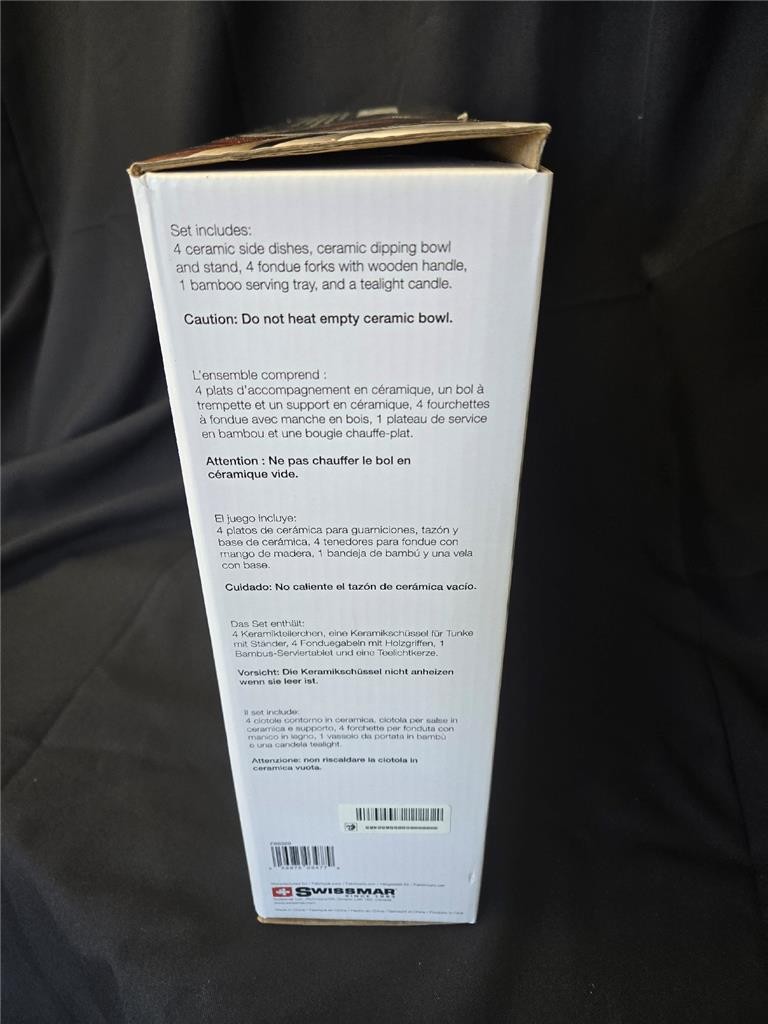 Set includes:
4 ceramic side dishes, ceramic dipping bowl
and stand, 4 fondue forks with wooden handle,
1 bamboo serving tray, and a tealight candle.
Caution: Do not heat empty ceramic bowl.
L'ensemble comprend :
4 plats d'accompagnement en céramique, un bol à
trempette et un support en céramique, 4 fourchettes
à fondue avec manche en bois, 1 plateau de service
en bambou et une bougie chauffe-plat.
Attention : Ne pas chauffer le bol en
céramique vide.
El juego incluye:
4 platos de cerámica para guarniciones, tazón y
base de cerámica, 4 tenedores para fondue con
mango de madera, 1 bandeja de bambú y una vela
con base.
Cuidado: No caliente el tazón de cerámica vacío.
Das Set enthält:
4 Keramiktellerchen, eine Keramikschüssel für Tunke
mit Ständer, 4 Fonduegabeln mit Holzgriffen, 1
Bambus-Serviertablet und eine Teelichtkerze.
Vorsicht: Die Keramikschüssel nicht anheizen
wenn sie leer ist.
Il set include:
4 ciotole contorno in ceramica, ciotola per salse in
ceramica e supporto, 4 forchette per fonduta con
manico in legno, 1 vassoio da portata in bambù
e una candela tealight.
Attenzione: non riscaldare la ciotola in
ceramica vuota.
SWISSMAR
www.swissmar.com
Made in China